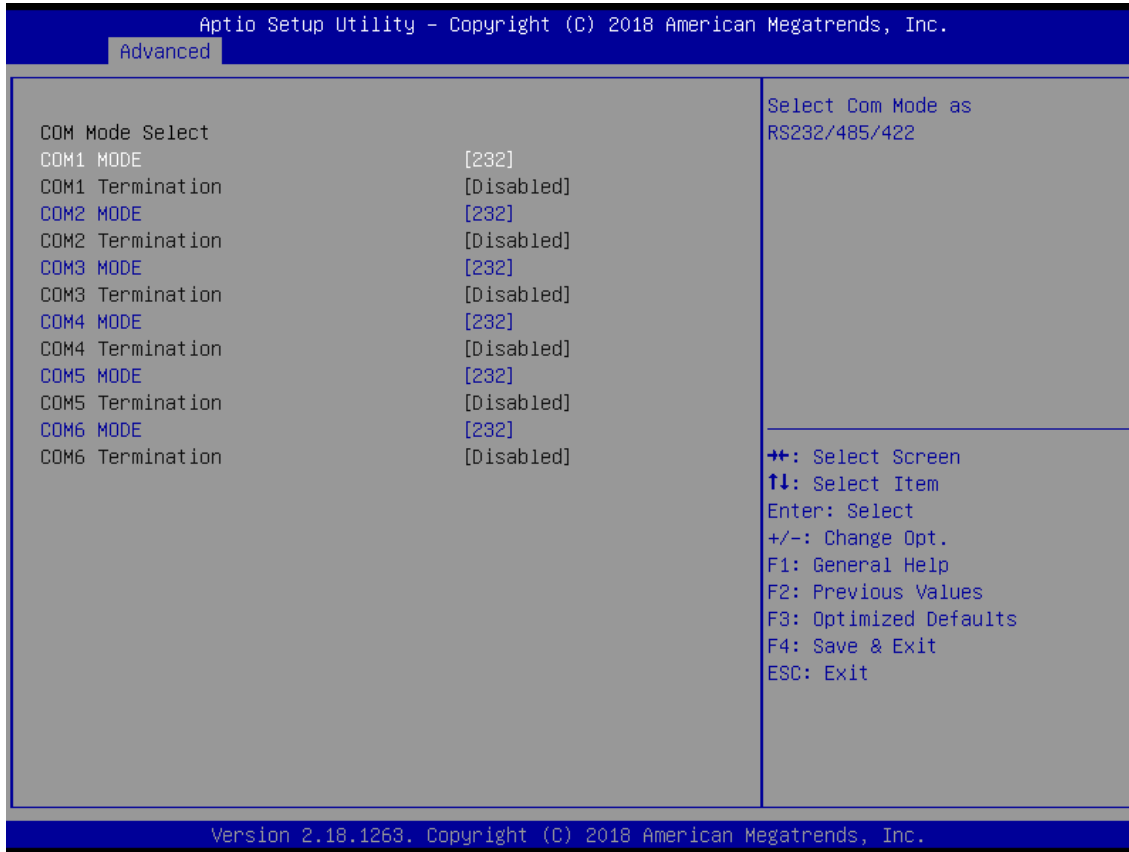 Aptio Setup Utility – Copyright (C) 2018 American Megatrends, Inc.
Advanced
COM Mode Select
COM1 MODE [232]
COM1 Termination [Disabled]
COM2 MODE [232]
COM2 Termination [Disabled]
COM3 MODE [232]
COM3 Termination [Disabled]
COM4 MODE [232]
COM4 Termination [Disabled]
COM5 MODE [232]
COM5 Termination [Disabled]
COM6 MODE [232]
COM6 Termination [Disabled]
Select Com Mode as
RS232/485/422
→←: Select Screen
↑↓: Select Item
Enter: Select
+/-: Change Opt.
F1: General Help
F2: Previous Values
F3: Optimized Defaults
F4: Save & Exit
ESC: Exit
Version 2.18.1263. Copyright (C) 2018 American Megatrends, Inc.